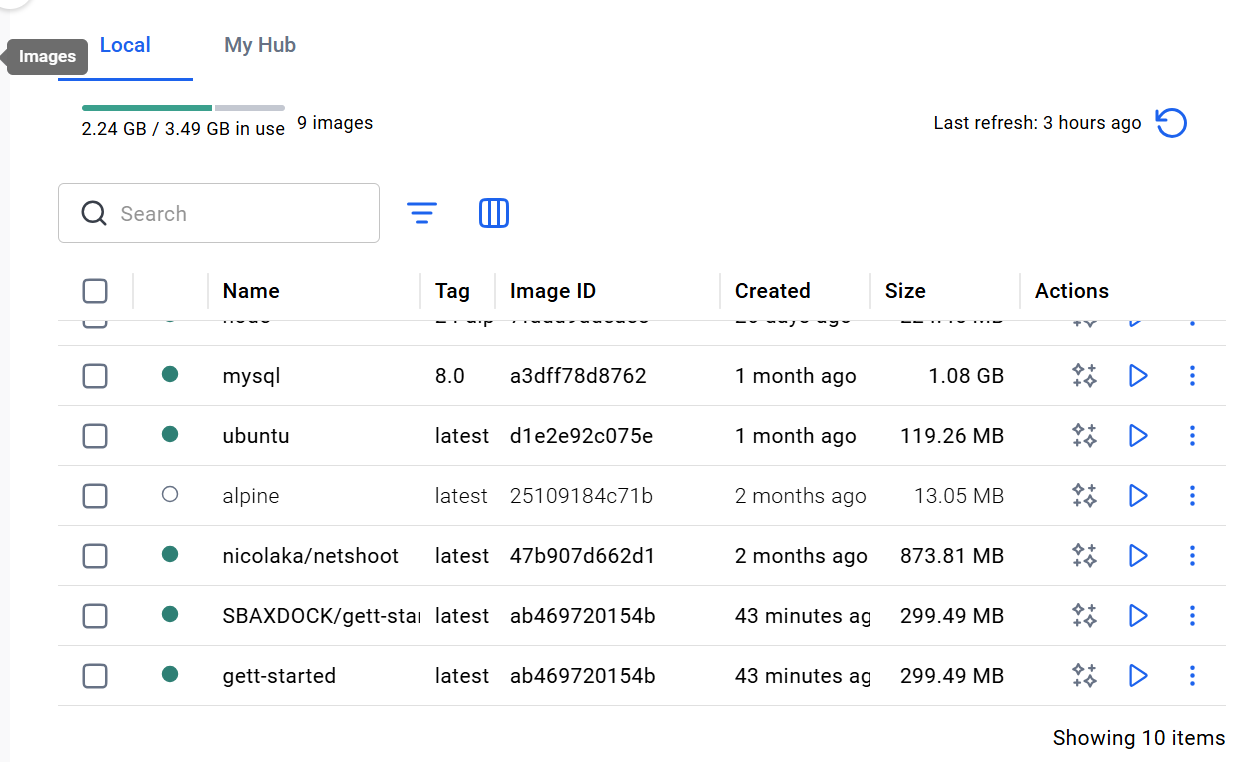 Images
Local My Hub
2.24 GB / 3.49 GB in use 9 images Last refresh: 3 hours ago
Search
Name Tag Image ID Created Size Actions
mysql 8.0 a3dff78d8762 1 month ago 1.08 GB
ubuntu latest d1e2e92c075e 1 month ago 119.26 MB
alpine latest 25109184c71b 2 months ago 13.05 MB
nicolaka/netshoot latest 47b907d662d1 2 months ago 873.81 MB
SBAXDOCK/gett-star latest ab469720154b 43 minutes ag 299.49 MB
gett-started latest ab469720154b 43 minutes ag 299.49 MB
Showing 10 items